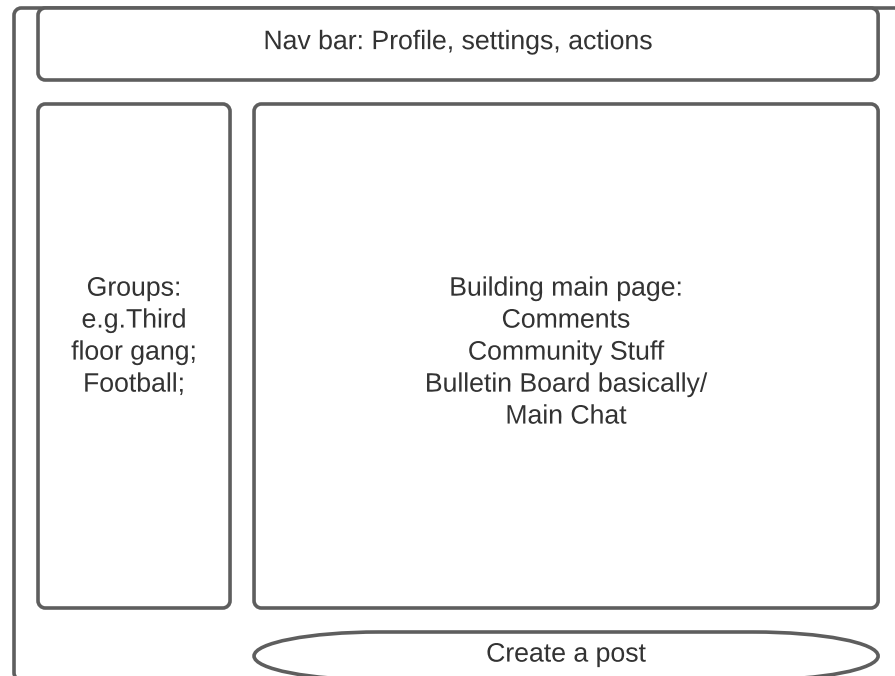 Nav bar: Profile, settings, actions
Groups:
e.g.Third
floor gang;
Football;
Building main page:
Comments
Community Stuff
Bulletin Board basically/
Main Chat
Create a post